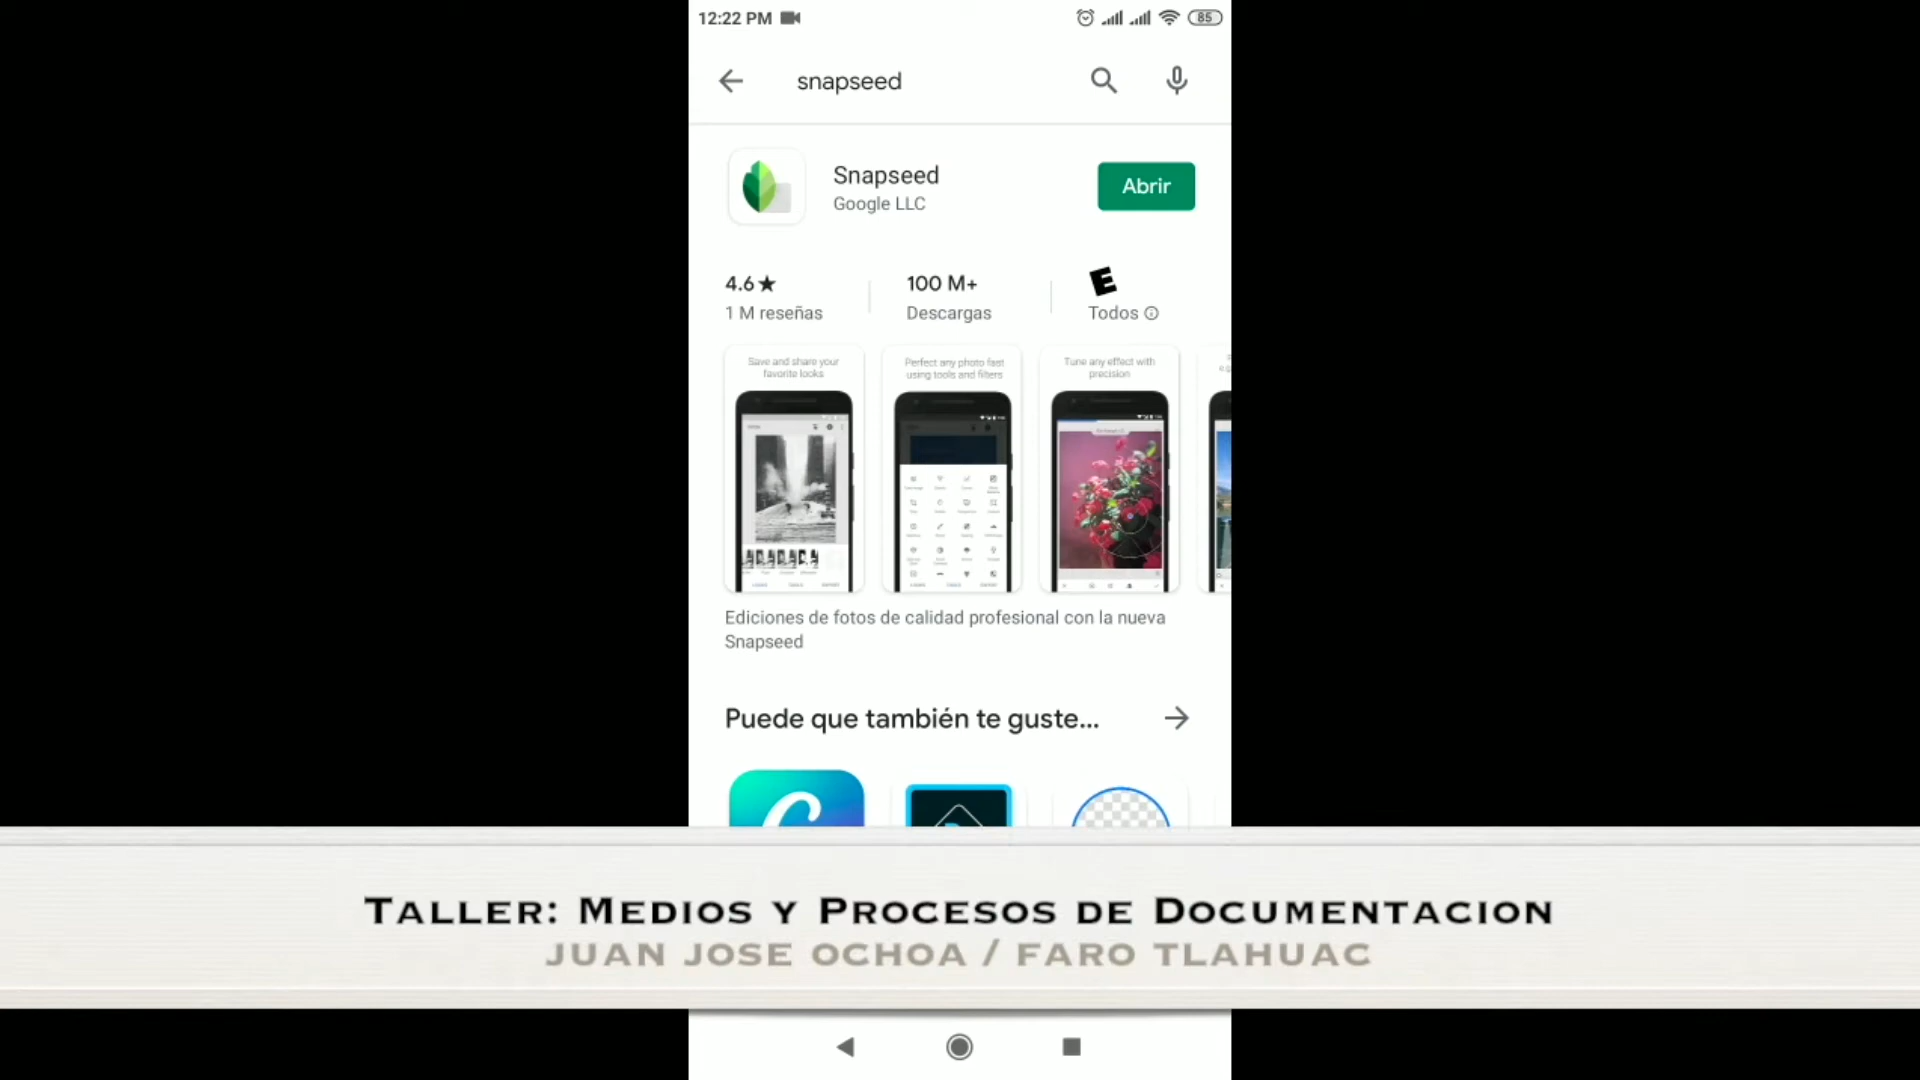 12:22 PM
85
snapseed
Snapseed
Google LLC
Abrir
4.6★
1 M reseñas
100 M+
Descargas
E
Todos
Save and share your
favorite looks
Perfect any photo fast
using tools and filters
Tune any effect with
precision
Ediciones de fotos de calidad profesional con la nueva
Snapseed
Puede que también te guste...
TALLER: MEDIOS Y PROCESOS DE DOCUMENTACION
JUAN JOSE OCHOA / FARO TLAHUAC